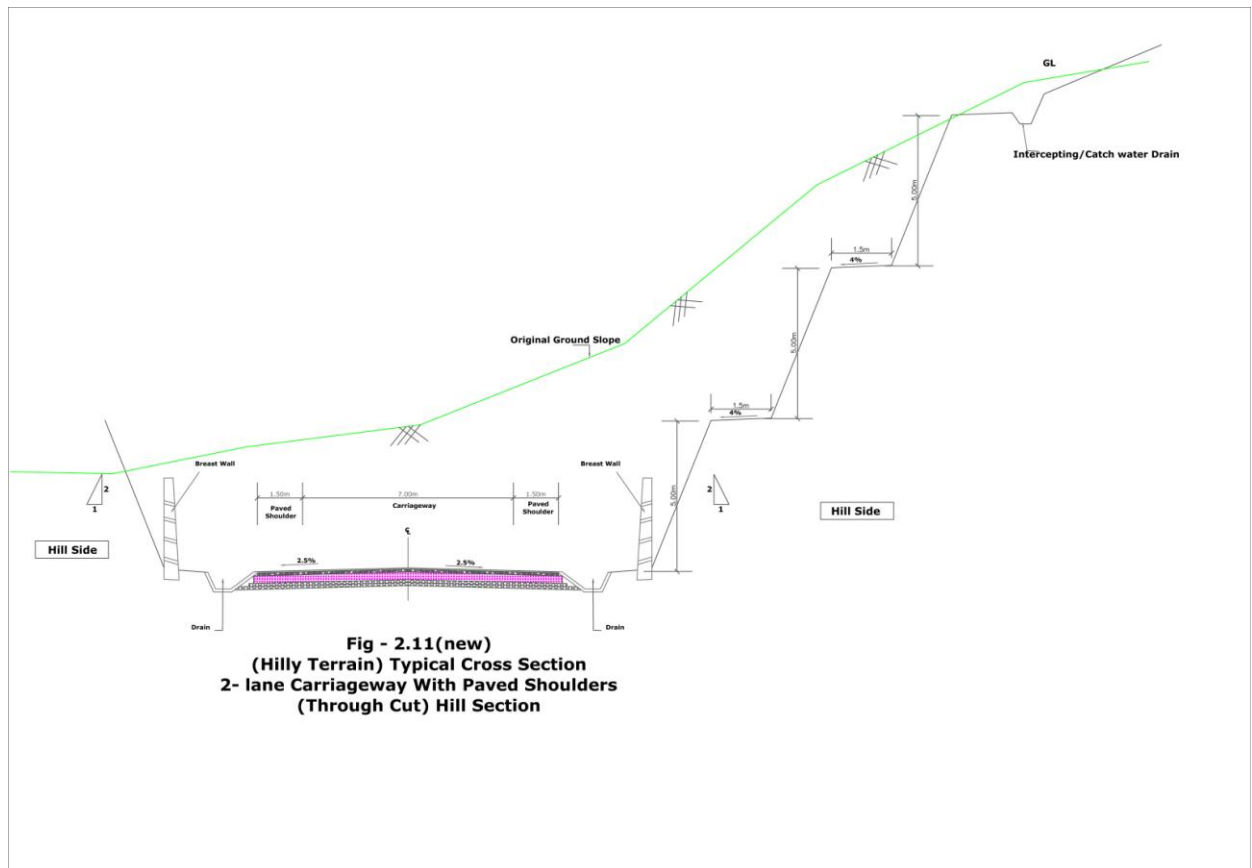 GL
Intercepting/Catch water Drain
5.00m
1.5m
4%
Original Ground Slope
5.00m
1.5m
4%
Breast Wall
Breast Wall
2
1
1.50m
7.00m
1.50m
Paved
Shoulder
Carriageway
Paved
Shoulder
5.00m
2
1
Hill Side
Hill Side
℄
2.5%
2.5%
Drain
Drain
Fig - 2.11(new)
(Hilly Terrain) Typical Cross Section
2- lane Carriageway With Paved Shoulders
(Through Cut) Hill Section